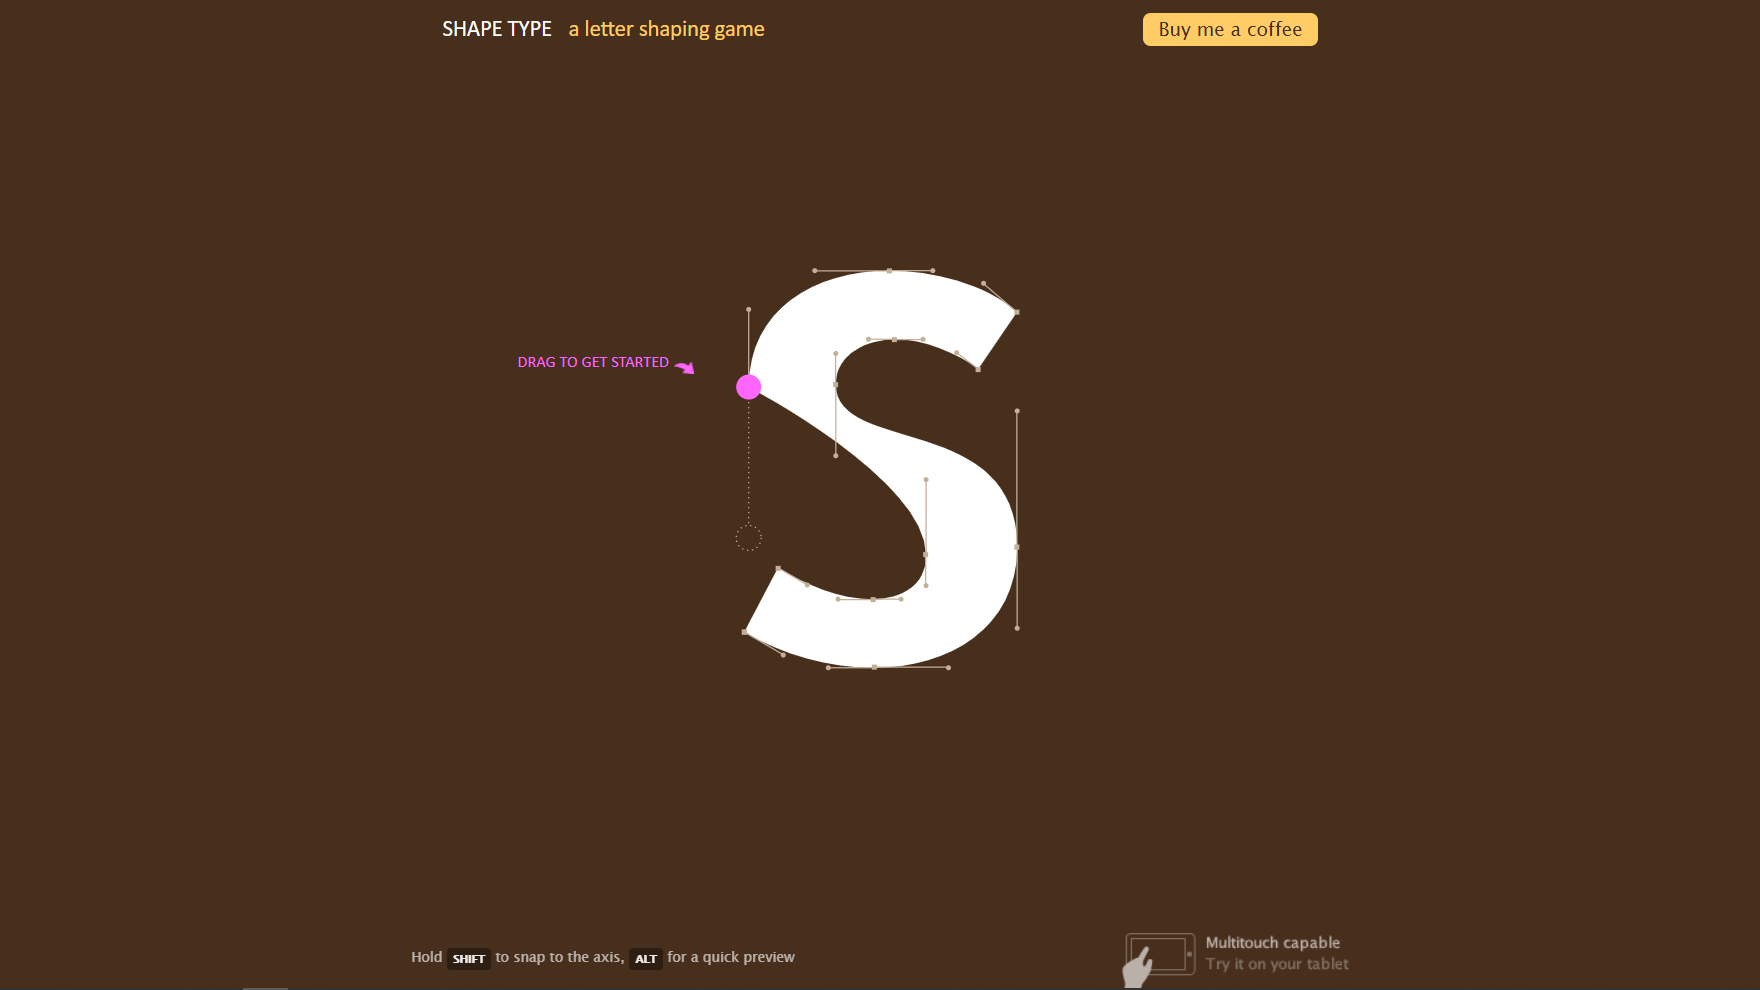 SHAPE TYPE a letter shaping game
Buy me a coffee
DRAG TO GET STARTED
S
Hold SHIFT to snap to the axis, ALT for a quick preview
Multitouch capable
Try it on your tablet